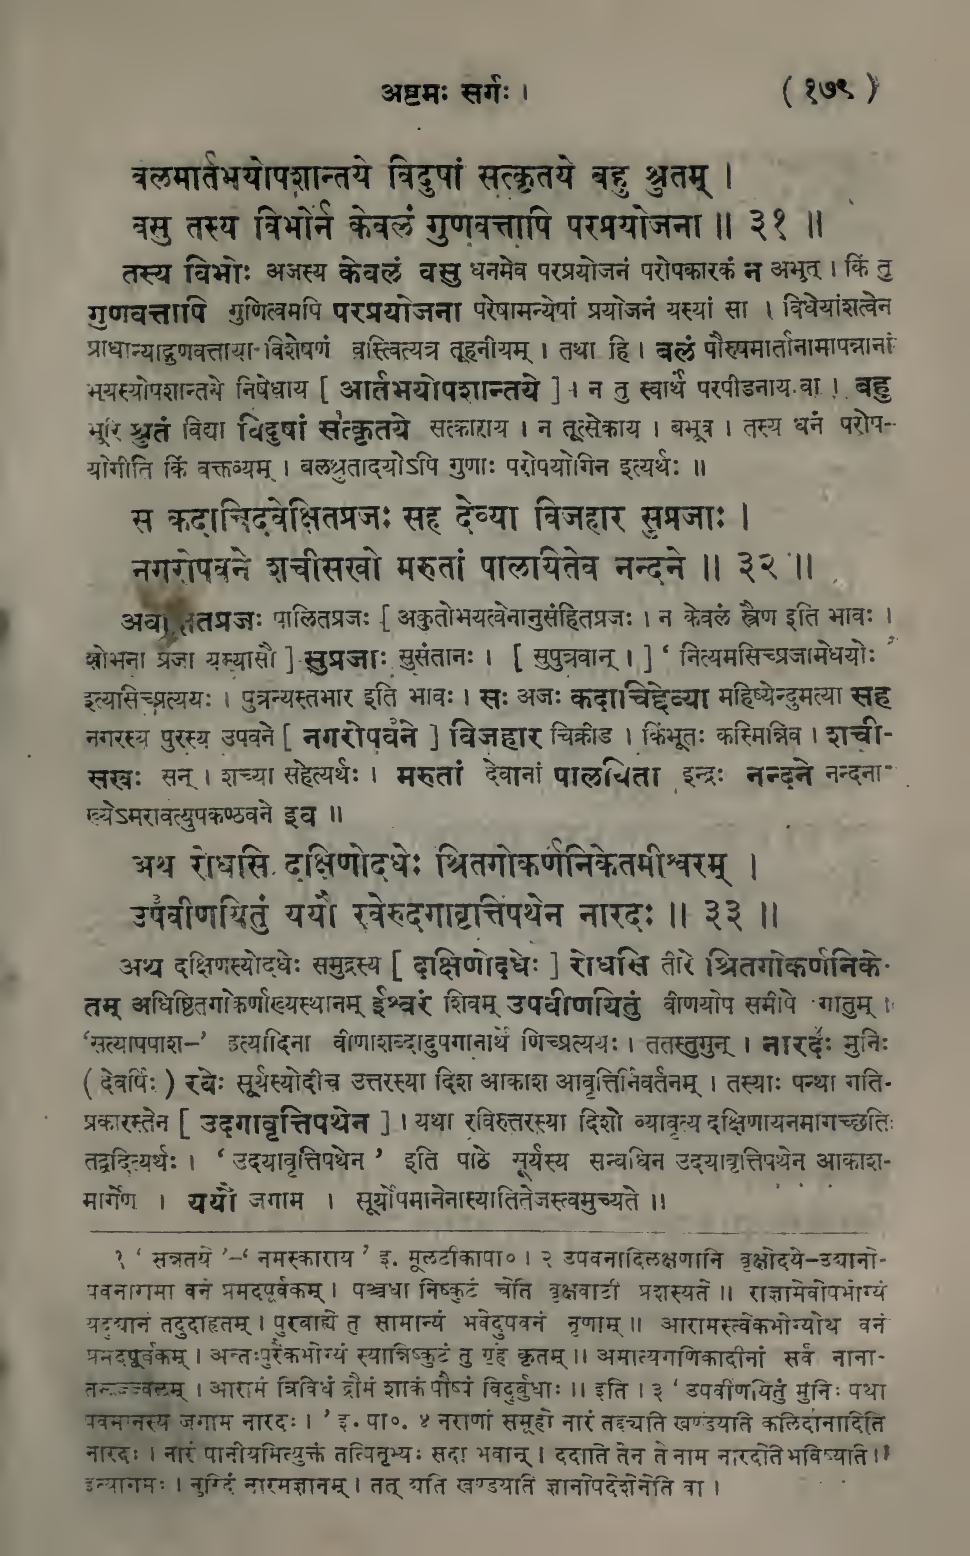 अष्टमः सर्गः ।
( १७९ )
बलमार्तभयोपशान्तये विदुषां सत्कृतये बहु श्रुतम् ।
वसु तस्य विभोर्न केवलं गुणवत्तापि परप्रयोजना ॥ ३१ ॥
तस्य विभोः अजस्य केवलं वसु धनमेव परप्रयोजनं परोपकारकं न अभूत् । किं तु
गुणवत्तापि गुणित्वमपि परप्रयोजना परेषामन्येषां प्रयोजनं यस्यां सा । विधेयांशत्वेन
प्राधान्याद्गुणवत्ताया विशेषणं वस्त्वित्यत्र तूहनीयम् । तथा हि । बलं पौरुषमार्तानामापन्नानां
भयस्योपशान्तये निषेधाय [ आर्तभयोपशान्तये ] । न तु स्वार्थं परपीडनाय वा । बहु
भूरि श्रुतं विद्या विदुषां सत्कृतये सत्काराय । न तूत्सेकाय । बभूव । तस्य धनं परोप-
योगीति किं वक्तव्यम् । बलश्रुतादयोऽपि गुणाः परोपयोगिन इत्यर्थः ॥
स कदाचिदवेक्षितप्रजः सह देव्या विजहार सुप्रजाः ।
नगरोपवने शचीसखो मरुतां पालयितेव नन्दने ॥ ३२ ॥
पालितप्रजः [ अकुतोभयत्वेनानुसंहितप्रजः । न केवलं स्त्रैण इति भावः ।
शोभना प्रजा यस्यासौ ] सुप्रजाः सुसंतानः । [ सुपुत्रवान् । ] ‘ नित्यमसिच्प्रजामेधयोः ’
इत्यसिच्प्रत्ययः । पुत्रन्यस्तभार इति भावः । सः अजः कदाचिद्देव्या महिष्येन्दुमत्या सह
नगरस्य पुरस्य उपवने [ नगरोपवने ] विजहार चिक्रीड । किंभूतः कस्मिन्निव । शची-
सखः सन् । शच्या सहेत्यर्थः । मरुतां देवानां पालयिता इन्द्रः नन्दने नन्दना-
ख्येऽमरावत्युपकण्ठवने इव ॥
अथ रोधसि दक्षिणोदधेः श्रितगोकर्णनिकेतमीश्वरम् ।
उपवीणयितुं ययौ रवेरुदगावृत्तिपथेन नारदः ॥ ३३ ॥
अथ दक्षिणस्योदधेः समुद्रस्य [ दक्षिणोदधेः ] रोधसि तीरे श्रितगोकर्णनिके-
तम् अधिष्ठितगोकर्णाख्यस्थानम् ईश्वरं शिवम् उपवीणयितुं वीणयोप समीपे गातुम् ।
‘सत्यापपाश-’ इत्यादिना वीणाशब्दादुपगानार्थे णिच्प्रत्ययः । ततस्तुमुन् । नारदः मुनिः
( देवर्षिः ) रवेः सूर्यस्योदीच उत्तरस्या दिश आकाश आवृत्तिर्निवर्तनम् । तस्याः पन्था गति-
प्रकारस्तेन [ उदगावृत्तिपथेन ] । यथा रविरुत्तरस्या दिशो व्यावृत्य दक्षिणायनमागच्छति
तद्वदित्यर्थः । ‘ उदयावृत्तिपथेन ’ इति पाठे सूर्यस्य सन्बधिन उदयावृत्तिपथेन आकाश-
मार्गेण । ययौ जगाम । सूर्योपमानेनास्यातितेजस्त्वमुच्यते ॥
१ ‘ सन्नतये ’-‘ नमस्काराय ’ इ. मूलटीकापा० । २ उपवनादिलक्षणानि वृक्षोदये-उद्यानो-
पवनारामा वनं प्रमदपूर्वकम् । पञ्चधा निष्कुटं चेति वृक्षवाटी प्रशस्यते ॥ राज्ञामेवोपभोग्यं
यदुद्यानं तदुदाहृतम् । पुरबाह्ये तु सामान्यं भवेदुपवनं नृणाम् ॥ आरामस्त्वेकभोग्योथ वनं
प्रमदपूर्वकम् । अन्तःपुरैकभोग्यं स्यान्निष्कुटं तु गृहे कृतम् ॥ अमात्यगणिकादीनां सर्वं नाना-
आरामं त्रिविधं द्रौमं शाकं पौष्पं विदुर्बुधाः ॥ इति । ३ ‘ उपवीणयितुं मुनिः पथा
पवमानस्य जगाम नारदः । ’ इ. पा०. ४ नराणां समूहो नारं तद्द्यति खण्डयति कलिदानादिति
नारदः । नारं पानीयमित्युक्तं तत्पितृभ्यः सदा भवान् । ददाति तेन ते नाम नारदेति भविष्यति ।’
इत्यागमः । नारमज्ञानम् । तत् द्यति खण्डयति ज्ञानोपदेशेनेति वा ।